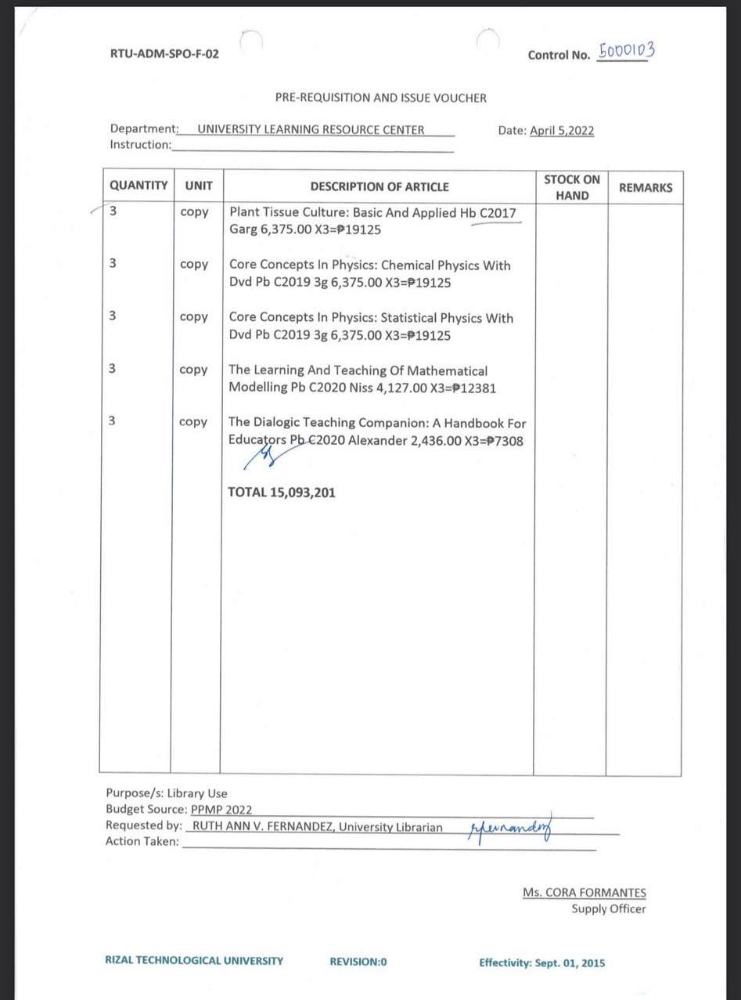 RTU-ADM-SPO-F-02
Control No. 5000103
PRE-REQUISITION AND ISSUE VOUCHER
Department: UNIVERSITY LEARNING RESOURCE CENTER
Date: April 5,2022
Instruction:
QUANTITY UNIT DESCRIPTION OF ARTICLE STOCK ON HAND REMARKS
3 copy Plant Tissue Culture: Basic And Applied Hb C2017
Garg 6,375.00 X3=₱19125
3 copy Core Concepts In Physics: Chemical Physics With
Dvd Pb C2019 3g 6,375.00 X3=₱19125
3 copy Core Concepts In Physics: Statistical Physics With
Dvd Pb C2019 3g 6,375.00 X3=₱19125
3 copy The Learning And Teaching Of Mathematical
Modelling Pb C2020 Niss 4,127.00 X3=₱12381
3 copy The Dialogic Teaching Companion: A Handbook For
Educators Pb C2020 Alexander 2,436.00 X3=₱7308
TOTAL 15,093,201
Purpose/s: Library Use
Budget Source: PPMP 2022
Requested by: RUTH ANN V. FERNANDEZ, University Librarian
Action Taken:
Ms. CORA FORMANTES
Supply Officer
RIZAL TECHNOLOGICAL UNIVERSITY REVISION:0 Effectivity: Sept. 01, 2015